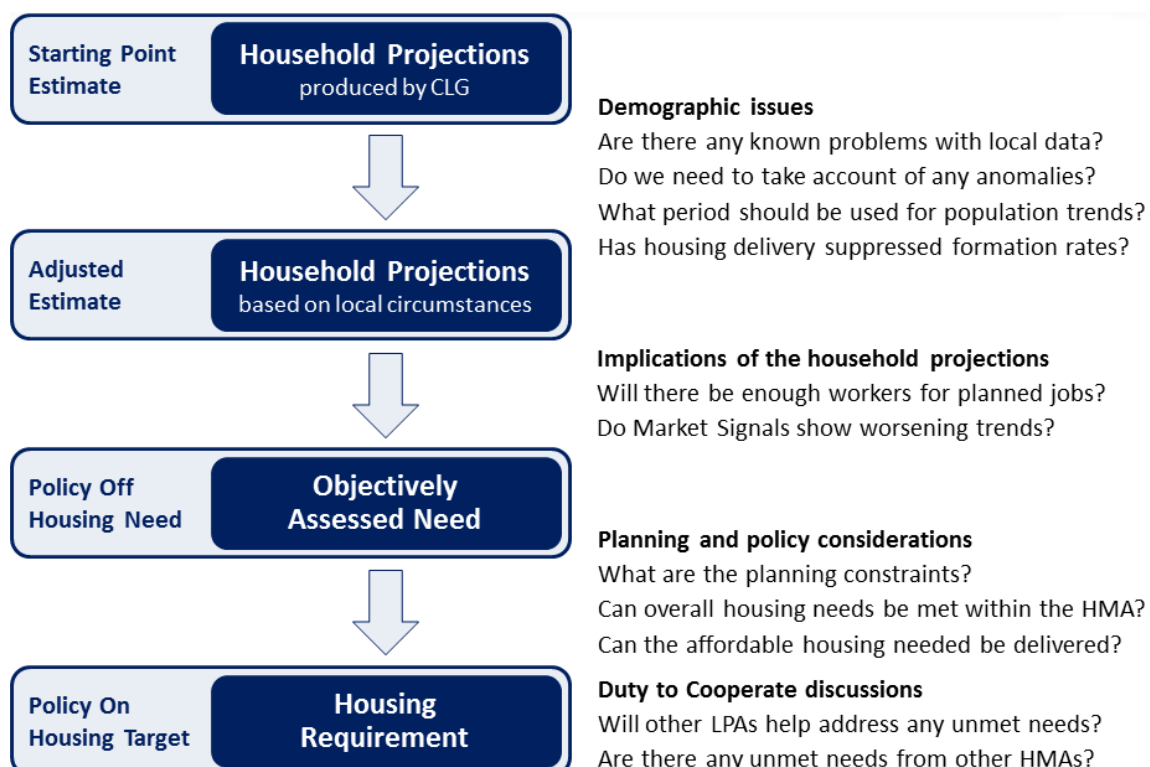 Starting Point
Estimate
Household Projections
produced by CLG
Demographic issues
Are there any known problems with local data?
Do we need to take account of any anomalies?
What period should be used for population trends?
Has housing delivery suppressed formation rates?
Adjusted
Estimate
Household Projections
based on local circumstances
Implications of the household projections
Will there be enough workers for planned jobs?
Do Market Signals show worsening trends?
Policy Off
Housing Need
Objectively
Assessed Need
Planning and policy considerations
What are the planning constraints?
Can overall housing needs be met within the HMA?
Can the affordable housing needed be delivered?
Policy On
Housing Target
Housing
Requirement
Duty to Cooperate discussions
Will other LPAs help address any unmet needs?
Are there any unmet needs from other HMAs?